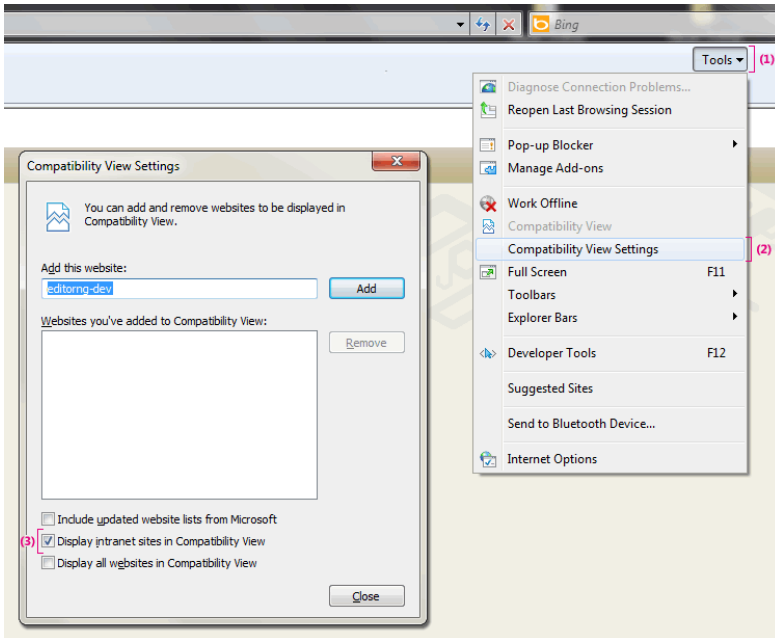 Bing
Tools
(1)
Diagnose Connection Problems...
Reopen Last Browsing Session
Pop-up Blocker
Manage Add-ons
Work Offline
Compatibility View
Compatibility View Settings
(2)
Full Screen F11
Toolbars
Explorer Bars
Developer Tools F12
Suggested Sites
Send to Bluetooth Device...
Internet Options
Compatibility View Settings
You can add and remove websites to be displayed in
Compatibility View.
Add this website:
editorng-dev
Add
Websites you've added to Compatibility View:
Remove
Include updated website lists from Microsoft
(3) Display intranet sites in Compatibility View
Display all websites in Compatibility View
Close